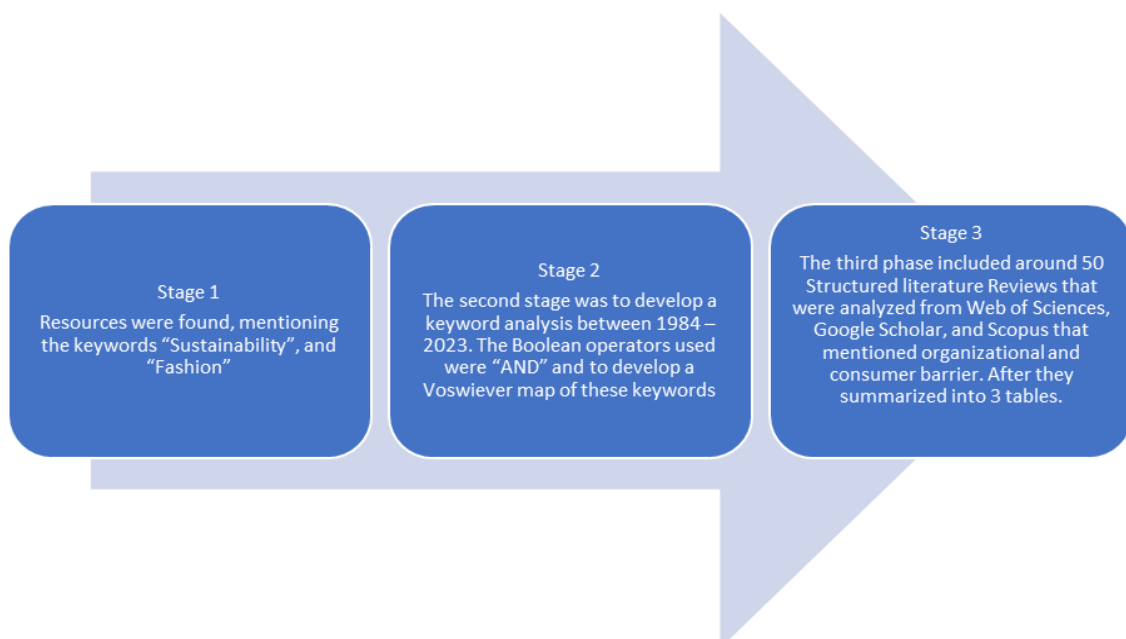 Stage 1
Resources were found, mentioning
the keywords “Sustainability”, and
“Fashion”
Stage 2
The second stage was to develop a
keyword analysis between 1984 –
2023. The Boolean operators used
were “AND” and to develop a
Voswiever map of these keywords
Stage 3
The third phase included around 50
Structured literature Reviews that
were analyzed from Web of Sciences,
Google Scholar, and Scopus that
mentioned organizational and
consumer barrier. After they
summarized into 3 tables.